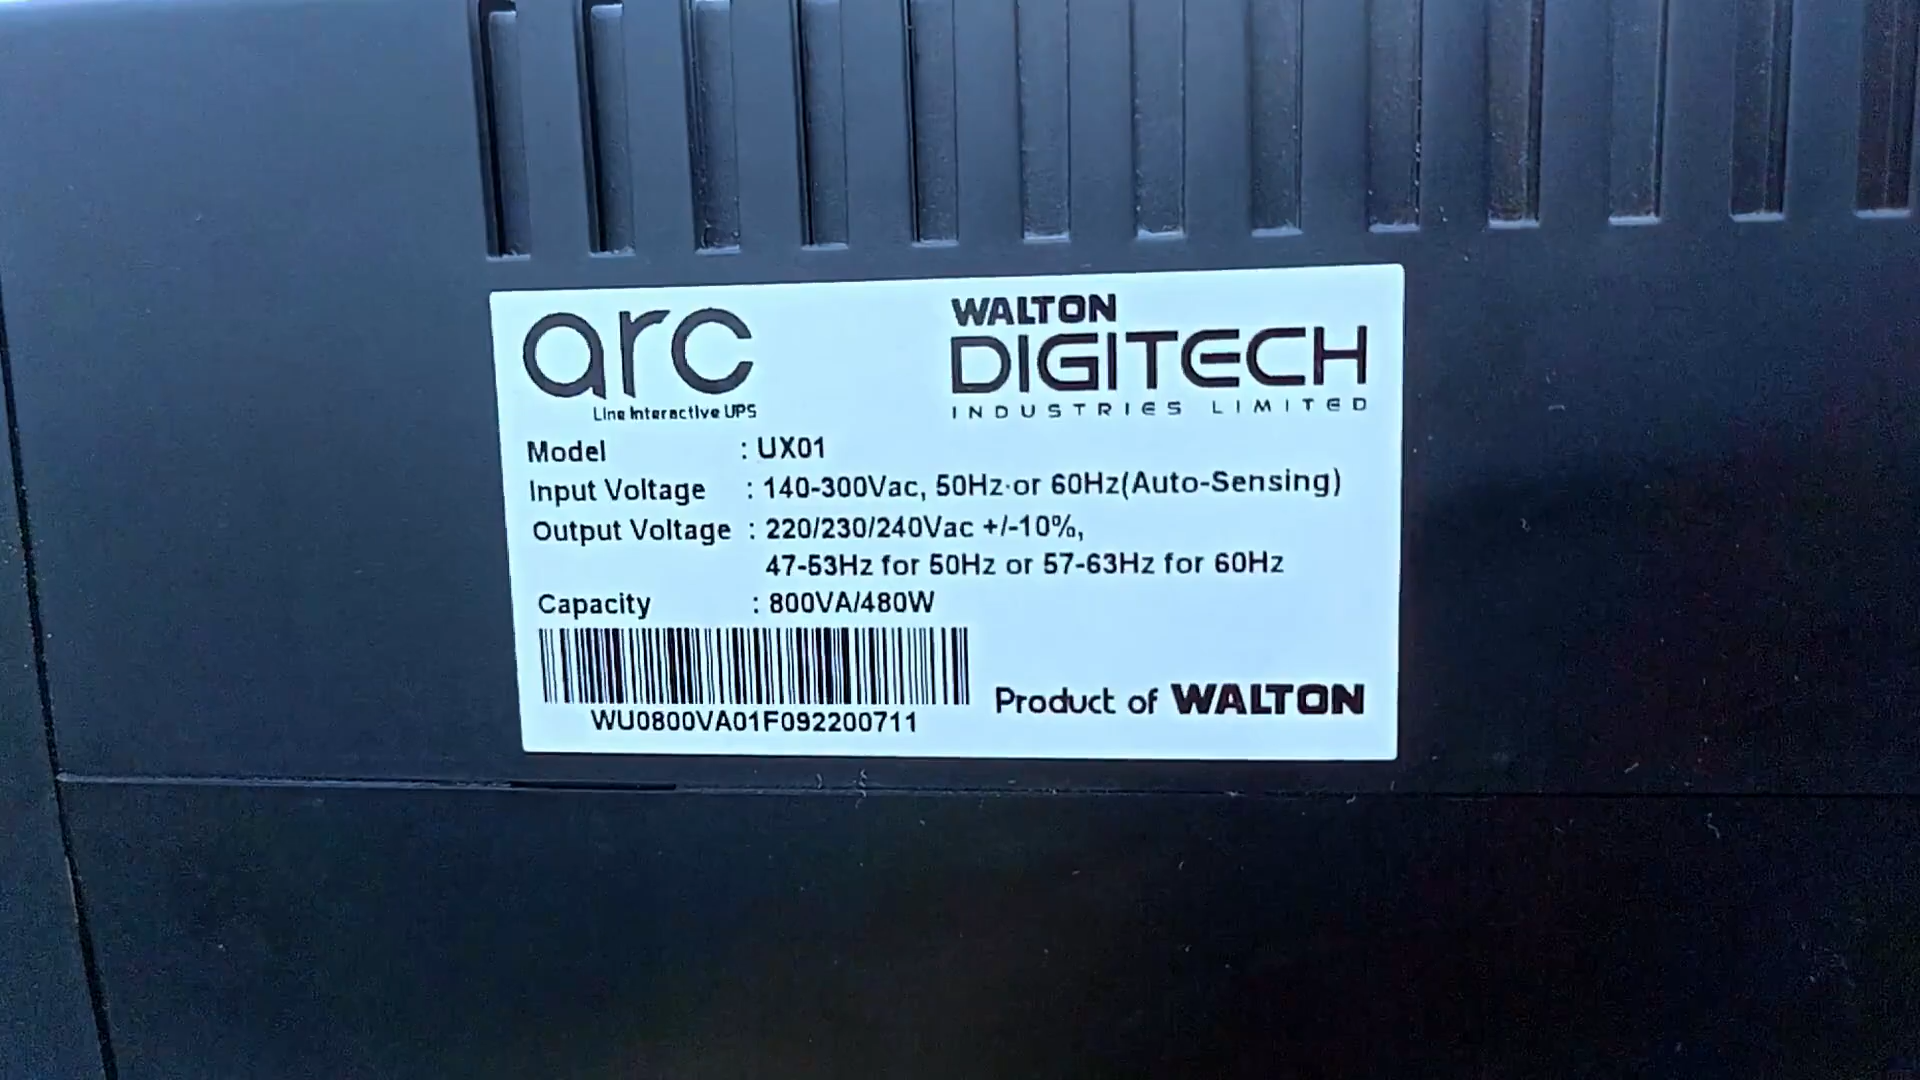 arc
Line Interactive UPS
WALTON
DIGITECH
INDUSTRIES LIMITED
Model : UX01
Input Voltage : 140-300Vac, 50Hz or 60Hz(Auto-Sensing)
Output Voltage : 220/230/240Vac +/-10%,
47-53Hz for 50Hz or 57-63Hz for 60Hz
Capacity : 800VA/480W
WU0800VA01F092200711
Product of WALTON